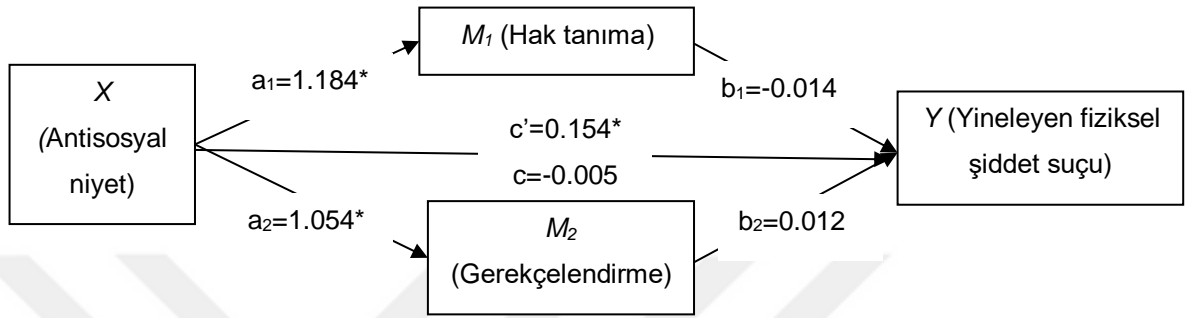 M₁ (Hak tanıma)
X
(Antisosyal
niyet)
a₁=1.184*
b₁=-0.014
c'=0.154*
c=-0.005
Y (Yineleyen fiziksel
şiddet suçu)
a₂=1.054*
b₂=0.012
M₂
(Gerekçelendirme)